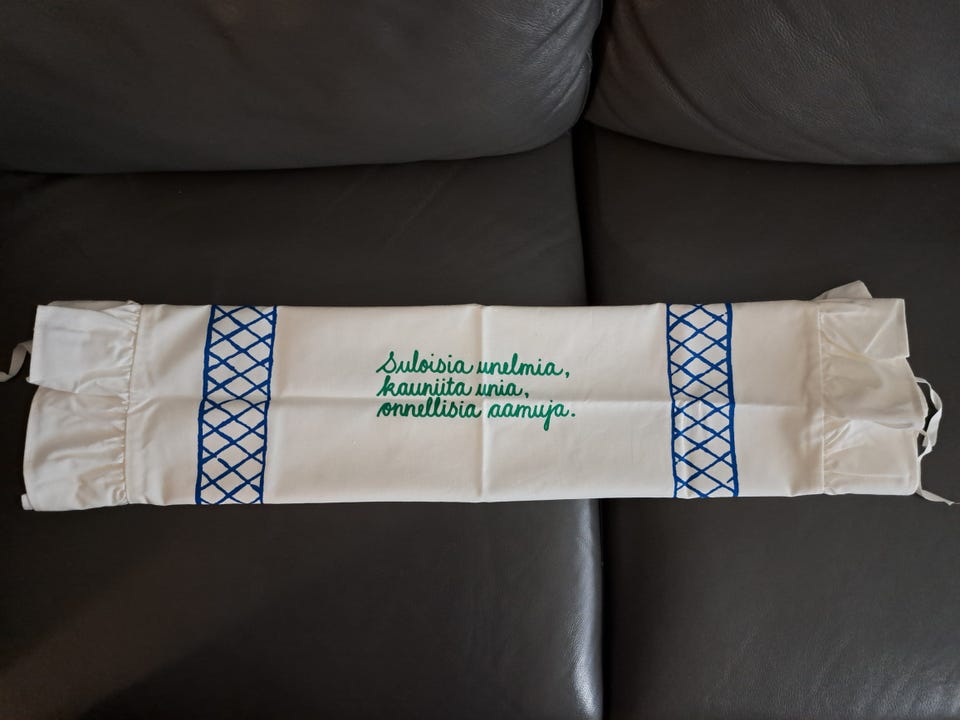 Suloisia unelmia,
kauniita unia,
onnellisia aamuja.